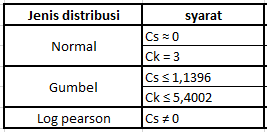 Jenis distribusi syarat
Normal
Cs ≈ 0
Ck = 3
Gumbel
Cs ≤ 1,1396
Ck ≤ 5,4002
Log pearson Cs ≠ 0